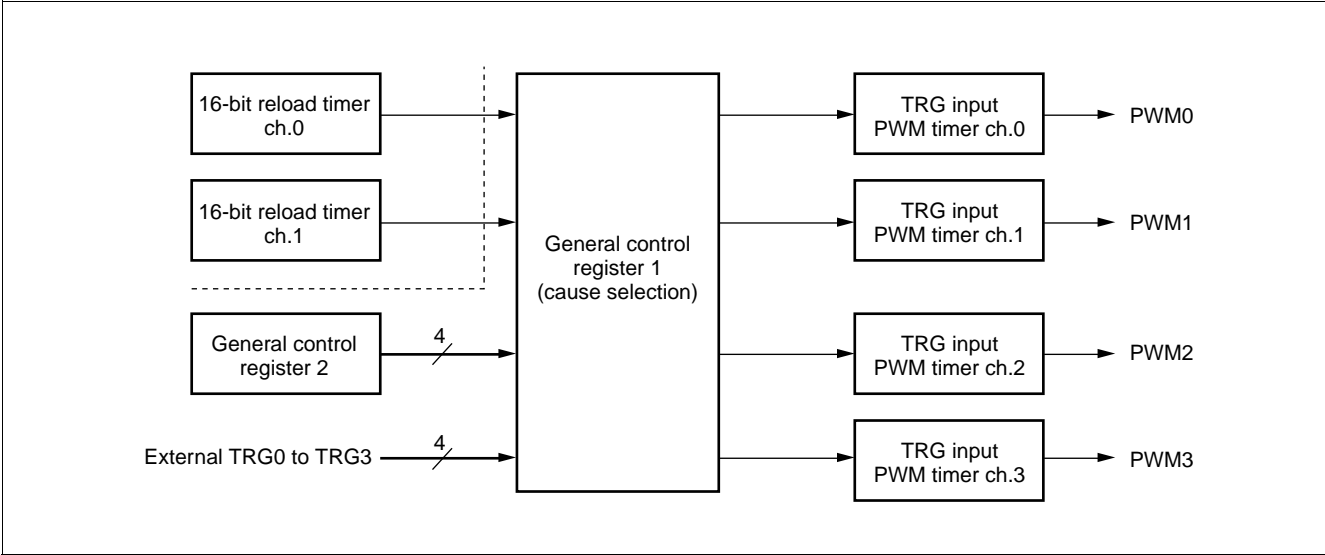 16-bit reload timer
ch.0
16-bit reload timer
ch.1
General control
register 2
4
External TRG0 to TRG3
4
General control
register 1
(cause selection)
TRG input
PWM timer ch.0
PWM0
TRG input
PWM timer ch.1
PWM1
TRG input
PWM timer ch.2
PWM2
TRG input
PWM timer ch.3
PWM3